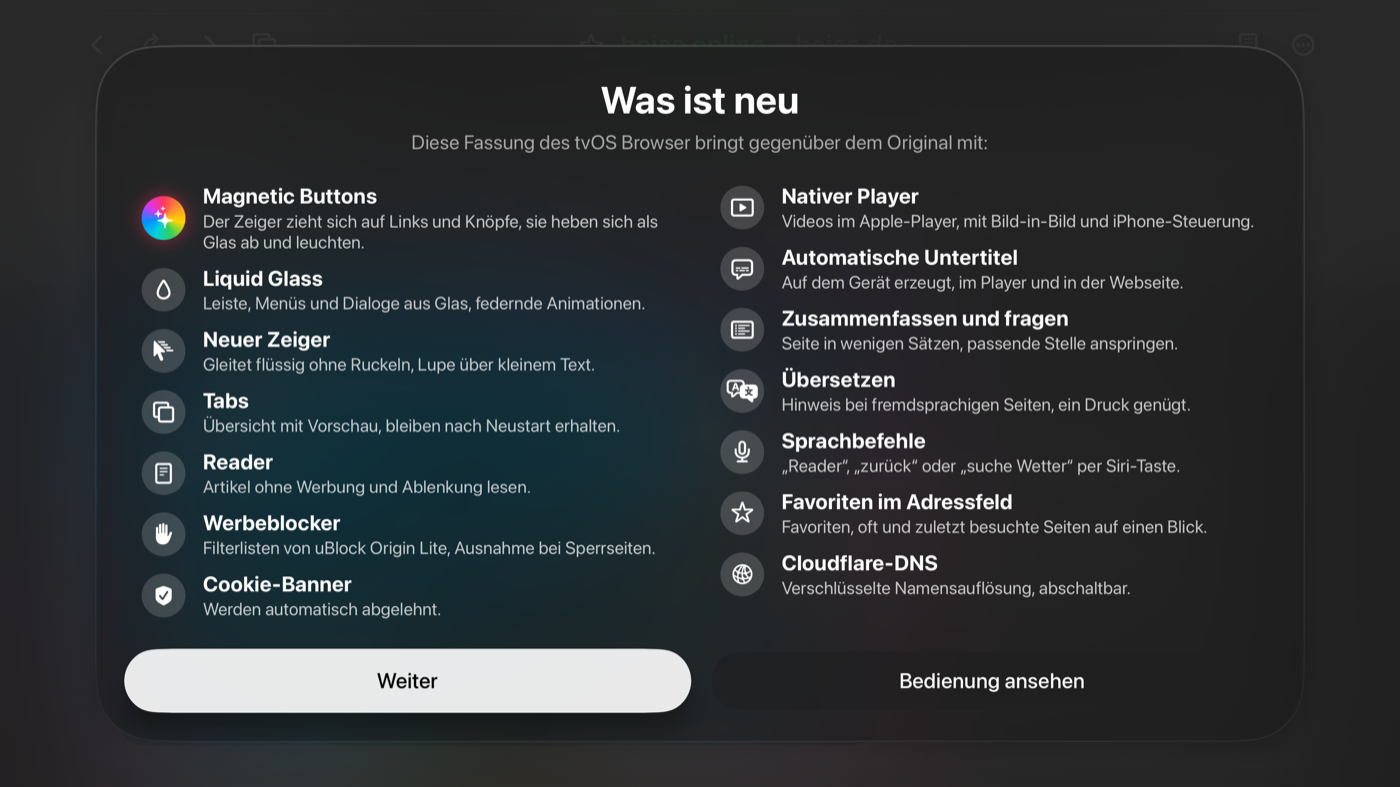 Was ist neu
Diese Fassung des tvOS Browser bringt gegenüber dem Original mit:
Magnetic Buttons
Der Zeiger zieht sich auf Links und Knöpfe, sie heben sich als
Glas ab und leuchten.
Liquid Glass
Leiste, Menüs und Dialoge aus Glas, federnde Animationen.
Neuer Zeiger
Gleitet flüssig ohne Ruckeln, Lupe über kleinem Text.
Tabs
Übersicht mit Vorschau, bleiben nach Neustart erhalten.
Reader
Artikel ohne Werbung und Ablenkung lesen.
Werbeblocker
Filterlisten von uBlock Origin Lite, Ausnahme bei Sperrseiten.
Cookie-Banner
Werden automatisch abgelehnt.
Nativer Player
Videos im Apple-Player, mit Bild-in-Bild und iPhone-Steuerung.
Automatische Untertitel
Auf dem Gerät erzeugt, im Player und in der Webseite.
Zusammenfassen und fragen
Seite in wenigen Sätzen, passende Stelle anspringen.
Übersetzen
Hinweis bei fremdsprachigen Seiten, ein Druck genügt.
Sprachbefehle
„Reader“, „zurück“ oder „suche Wetter“ per Siri-Taste.
Favoriten im Adressfeld
Favoriten, oft und zuletzt besuchte Seiten auf einen Blick.
Cloudflare-DNS
Verschlüsselte Namensauflösung, abschaltbar.
Weiter
Bedienung ansehen